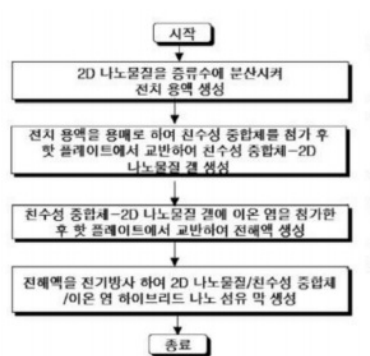 시작
2D 나노물질을 증류수에 분산시켜
전치 용액 생성
전치 용액을 용매로 하여 친수성 중합체를 첨가 후
핫 플레이트에서 교반하여 친수성 중합체-2D
나노물질 겔 생성
친수성 중합체-2D 나노물질 겔에 이온 염을 첨가한
후 핫 플레이트에서 교반하여 전해액 생성
전해액을 전기방사 하여 2D 나노물질/친수성 중합체
/이온 염 하이브리드 나노 섬유 막 생성
종료